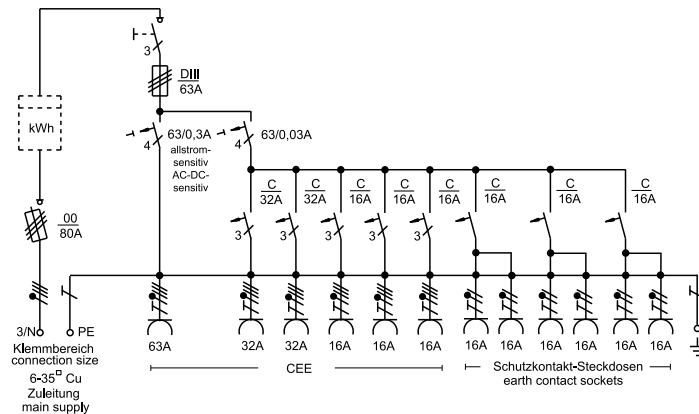 3
DIII
63A
kWh
4
63/0,3A
allstrom-
sensitiv
AC-DC-
sensitiv
4
63/0,03A
C
32A
C
32A
C
16A
C
16A
C
16A
C
16A
C
16A
C
16A
3
3
3
3
3
00
80A
3/N
PE
Klemmbereich
connection size
6-35□ Cu
Zuleitung
main supply
63A
32A
32A
16A
16A
16A
16A
16A
16A
16A
16A
16A
CEE
Schutzkontakt-Steckdosen
earth contact sockets